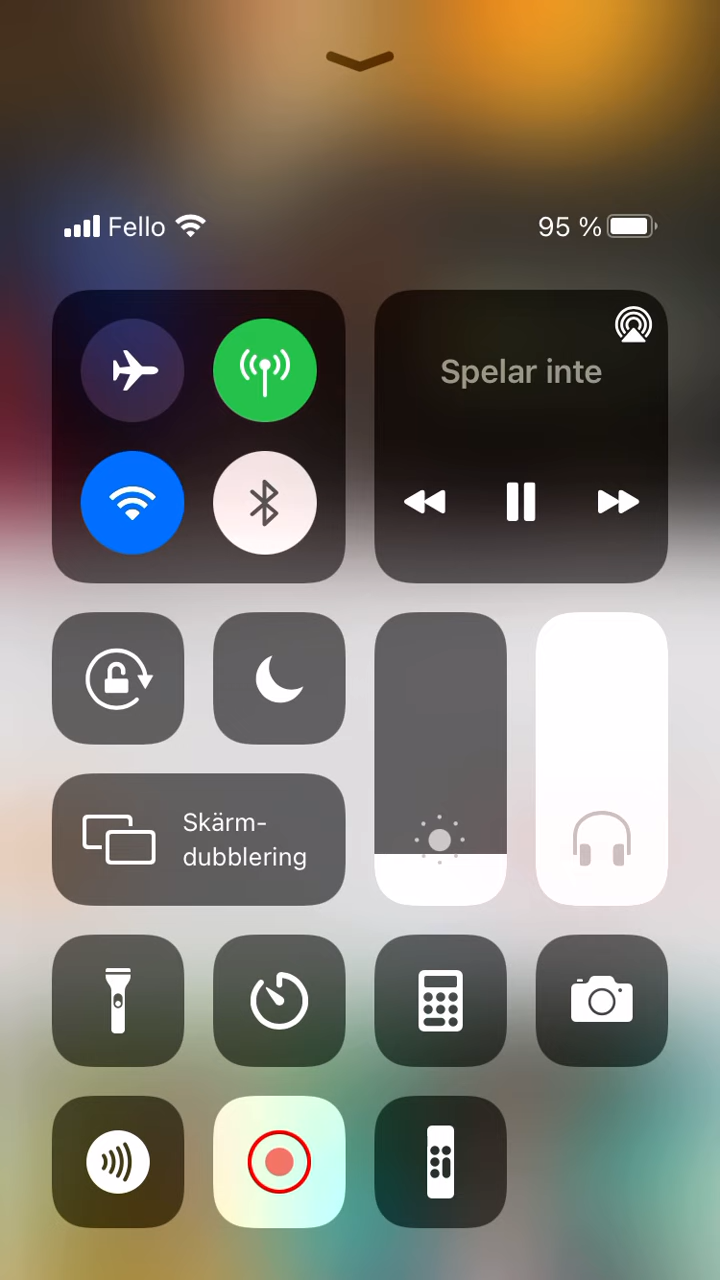 Fello
95 %
Spelar inte
Skärm-
dubblering